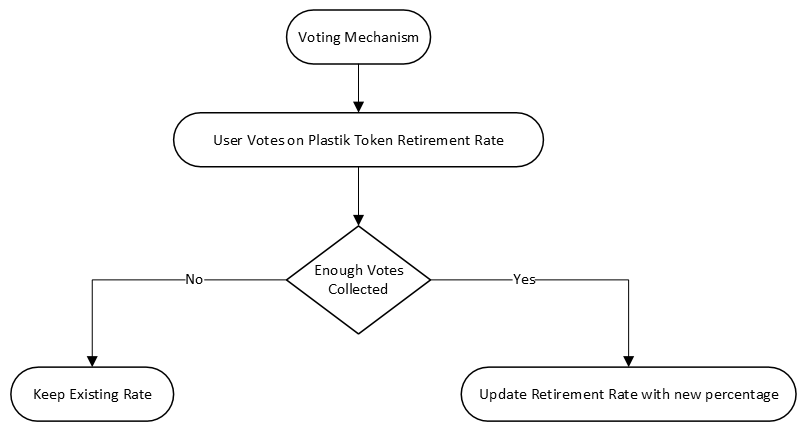 Voting Mechanism
User Votes on Plastik Token Retirement Rate
Enough Votes
Collected
No
Yes
Keep Existing Rate
Update Retirement Rate with new percentage